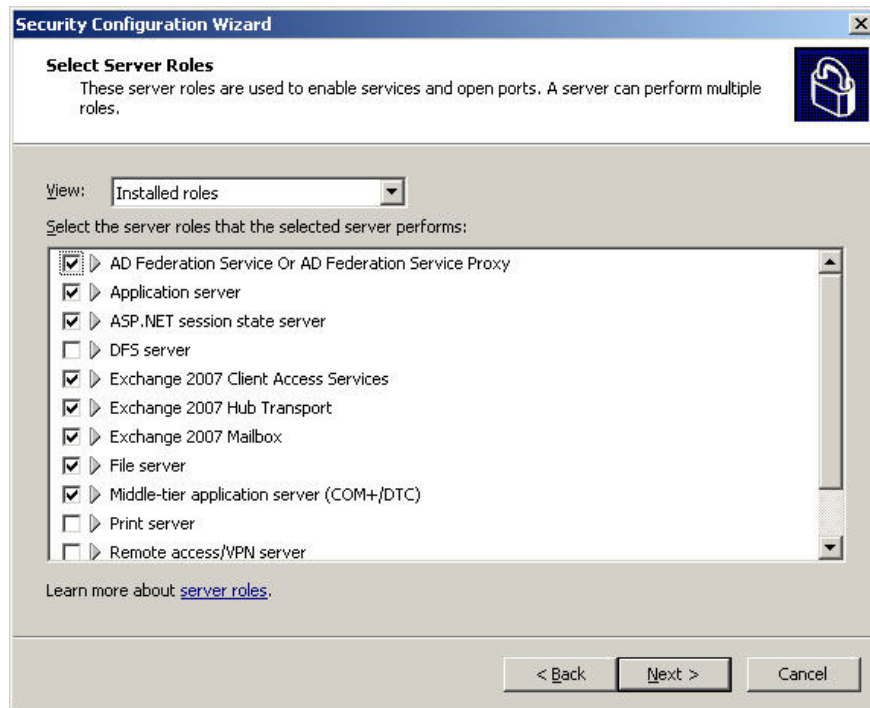 Security Configuration Wizard
Select Server Roles
These server roles are used to enable services and open ports. A server can perform multiple
roles.
View: Installed roles
Select the server roles that the selected server performs:
AD Federation Service Or AD Federation Service Proxy
Application server
ASP.NET session state server
DFS server
Exchange 2007 Client Access Services
Exchange 2007 Hub Transport
Exchange 2007 Mailbox
File server
Middle-tier application server (COM+/DTC)
Print server
Remote access/VPN server
Learn more about server roles.
< Back Next > Cancel